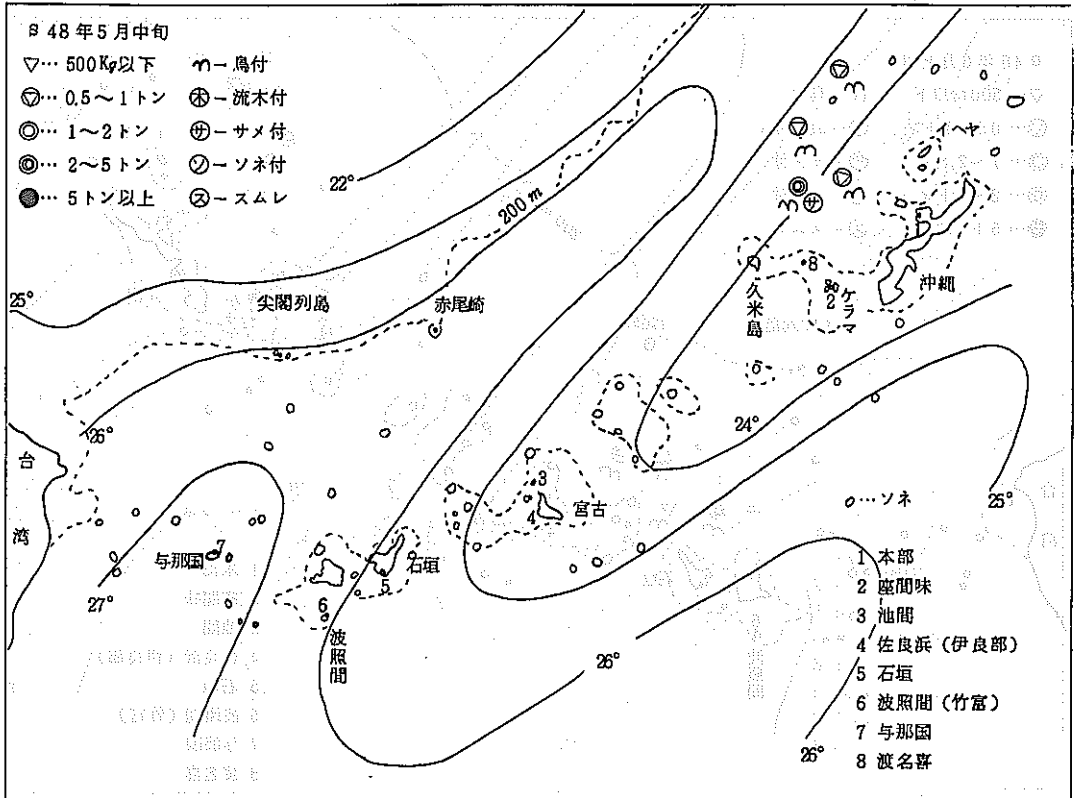 S 48年5月中旬
▽… 500Kg以下 — 鳥付
… 0.5〜1トン ㊍—流木付
◎… 1〜2トン ㋚—サメ付
◎… 2〜5トン ㋞—ソネ付
●… 5トン以上 ㋜—スムレ
イヘヤ
22°
200m
8
沖縄
久米島
ケラマ
2
25°
尖閣列島
赤尾崎
26°
24°
台湾
3
4
宮古
…ソネ
25°
与那国
7
石垣
5
27°
6
波照間
26°
26°
1 本部
2 座間味
3 池間
4 佐良浜(伊良部)
5 石垣
6 波照間(竹富)
7 与那国
8 渡名喜
サ